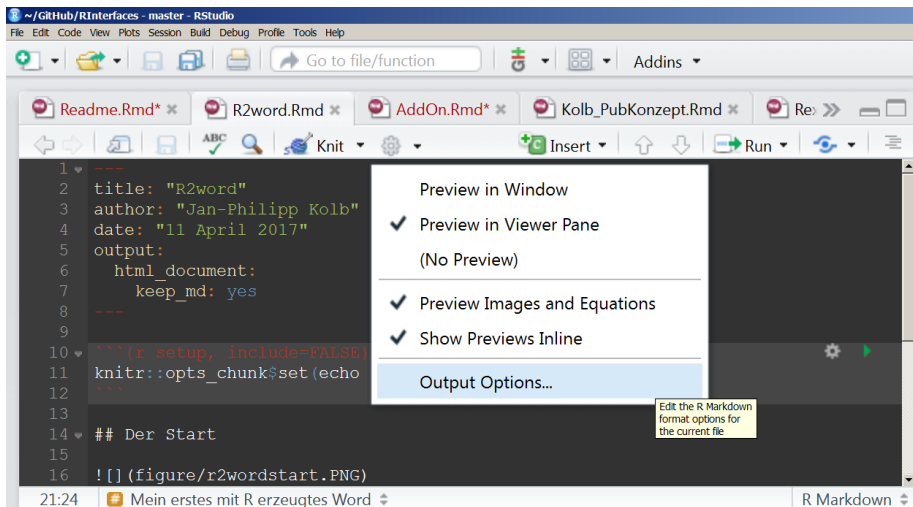 ~/GitHub/RInterfaces - master - RStudio
File Edit Code View Plots Session Build Debug Profile Tools Help
Go to file/function
Addins
Readme.Rmd*
R2word.Rmd
AddOn.Rmd*
Kolb_PubKonzept.Rmd
Re
ABC
Knit
Insert
Run
1 ---
2 title: "R2word"
3 author: "Jan-Philipp Kolb"
4 date: "11 April 2017"
5 output:
6 html_document:
7 keep_md: yes
8 ---
9
10 ```{r setup, include=FALSE}
11 knitr::opts_chunk$set(echo
12 ```
13
14 ## Der Start
15
16 ![](figure/r2wordstart.PNG)
Preview in Window
Preview in Viewer Pane
(No Preview)
Preview Images and Equations
Show Previews Inline
Output Options...
Edit the R Markdown
format options for
the current file
21:24 # Mein erstes mit R erzeugtes Word
R Markdown